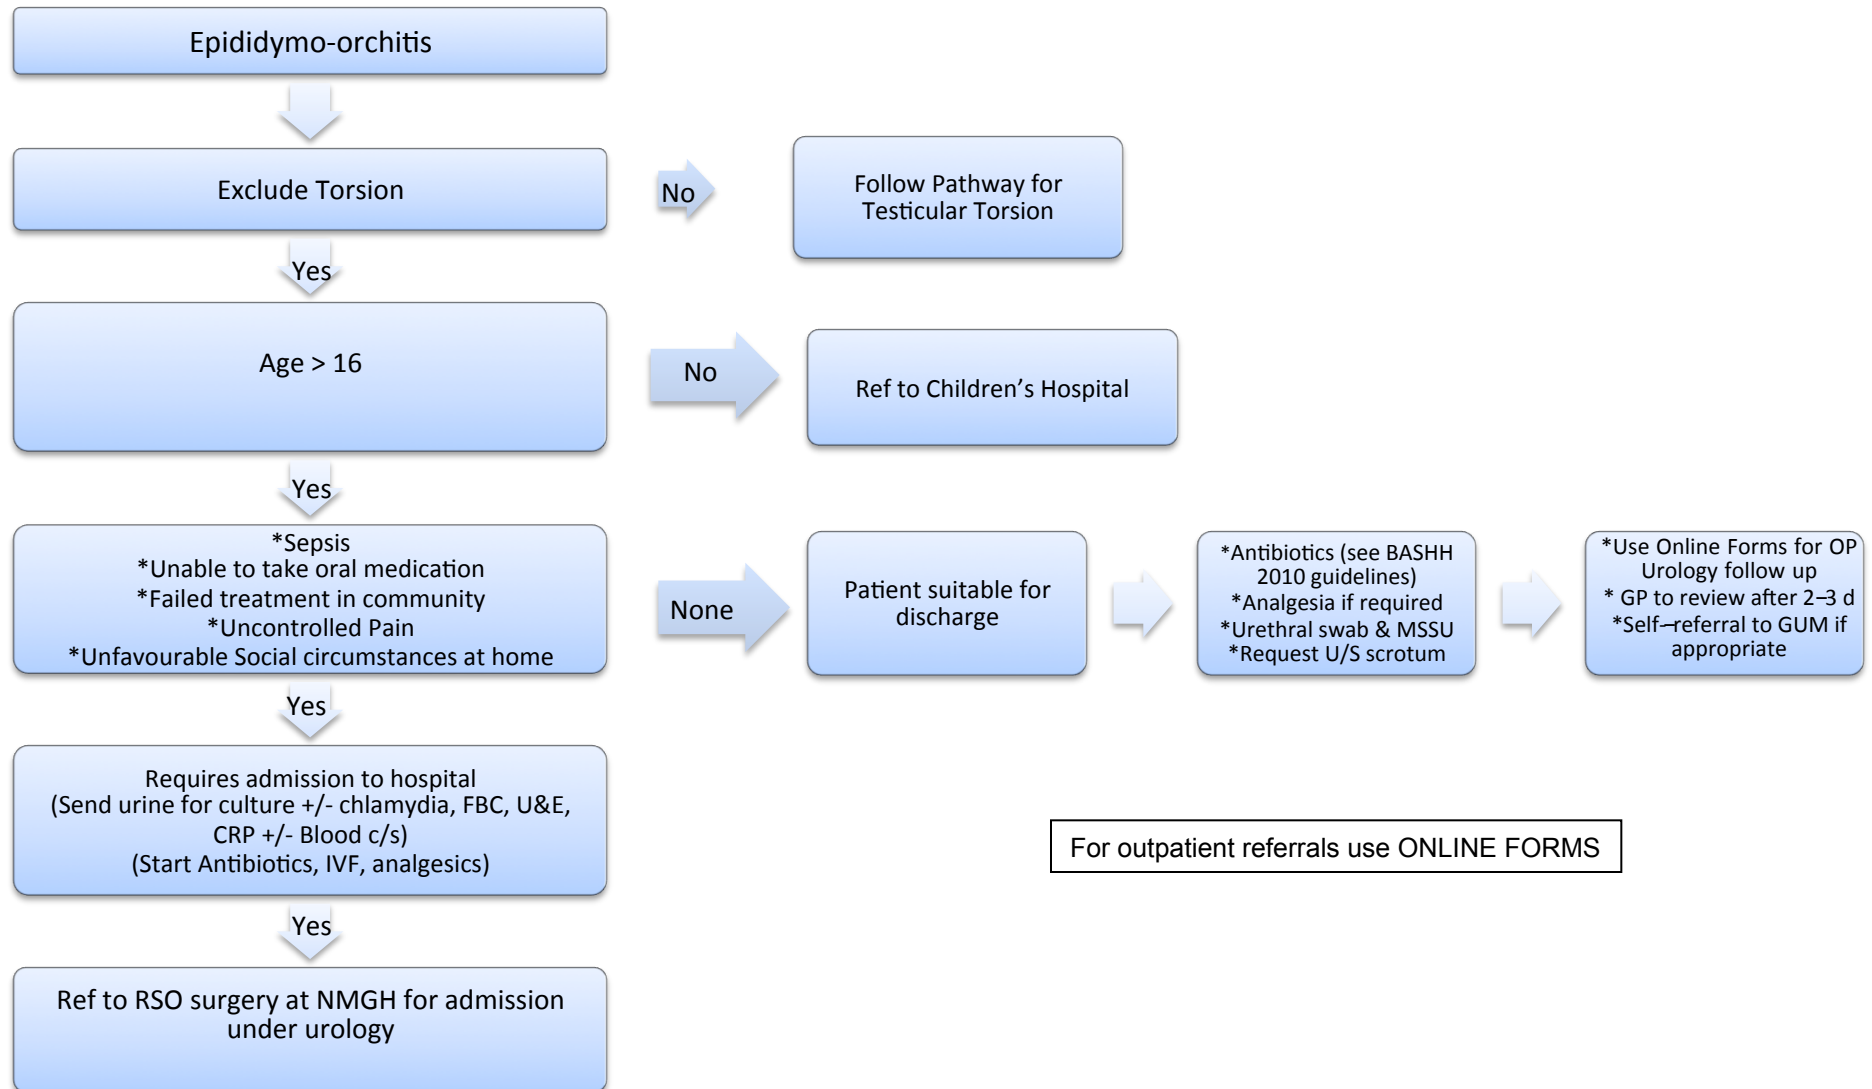 Epididymo-orchitis
Exclude Torsion
No
Follow Pathway for
Testicular Torsion
Yes
Age > 16
No
Ref to Children’s Hospital
Yes
*Sepsis
*Unable to take oral medication
*Failed treatment in community
*Uncontrolled Pain
*Unfavourable Social circumstances at home
None
Patient suitable for
discharge
*Antibiotics (see BASHH
2010 guidelines)
*Analgesia if required
*Urethral swab & MSSU
*Request U/S scrotum
*Use Online Forms for OP
Urology follow up
* GP to review after 2–3 d
*Self–referral to GUM if
appropriate
Yes
Requires admission to hospital
(Send urine for culture +/- chlamydia, FBC, U&E,
CRP +/- Blood c/s)
(Start Antibiotics, IVF, analgesics)
For outpatient referrals use ONLINE FORMS
Yes
Ref to RSO surgery at NMGH for admission
under urology